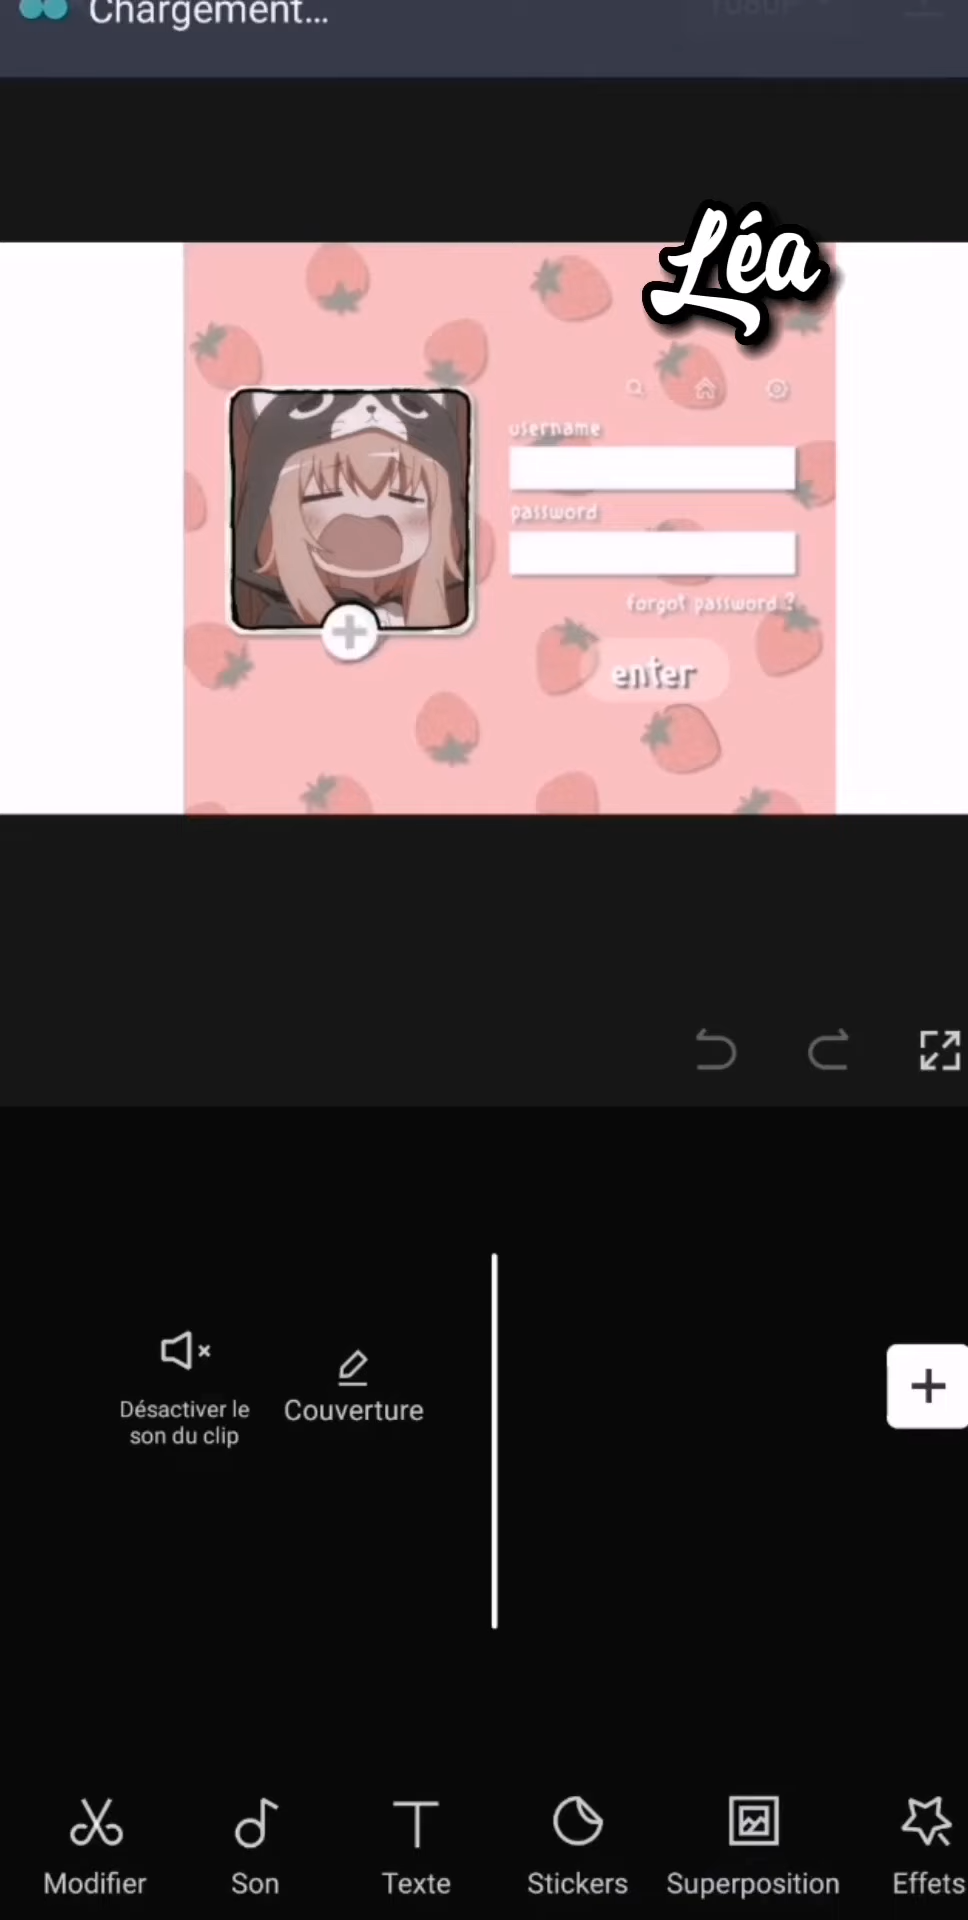 Chargement...
1080P
Léa
username
password
forgot password ?
enter
Désactiver le
son du clip
Couverture
Modifier
Son
Texte
Stickers
Superposition
Effets